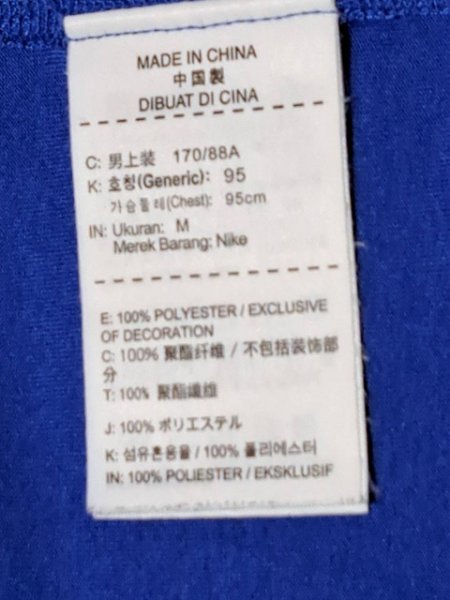 MADE IN CHINA
中国製
DIBUAT DI CINA
C: 男上装 170/88A
K: 호칭(Generic): 95
가슴둘레(Chest): 95cm
IN: Ukuran: M
Merek Barang: Nike
E: 100% POLYESTER / EXCLUSIVE
OF DECORATION
C: 100% 聚酯纤维 / 不包括装饰部
分
T: 100% 聚酯纖維
J: 100% ポリエステル
K: 섬유혼용율 / 100% 폴리에스터
IN: 100% POLIESTER / EKSKLUSIF